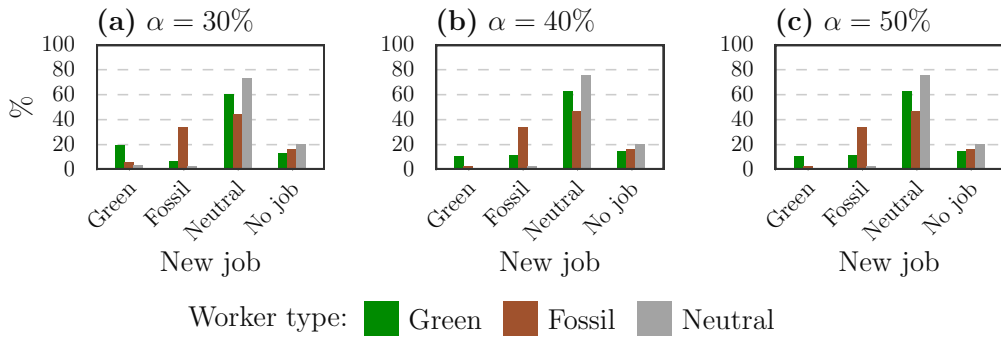 (a) α = 30%
(b) α = 40%
(c) α = 50%
%
100
80
60
40
20
0
Green
Fossil
Neutral
No job
New job
100
80
60
40
20
0
Green
Fossil
Neutral
No job
New job
100
80
60
40
20
0
Green
Fossil
Neutral
No job
New job
Worker type: Green Fossil Neutral